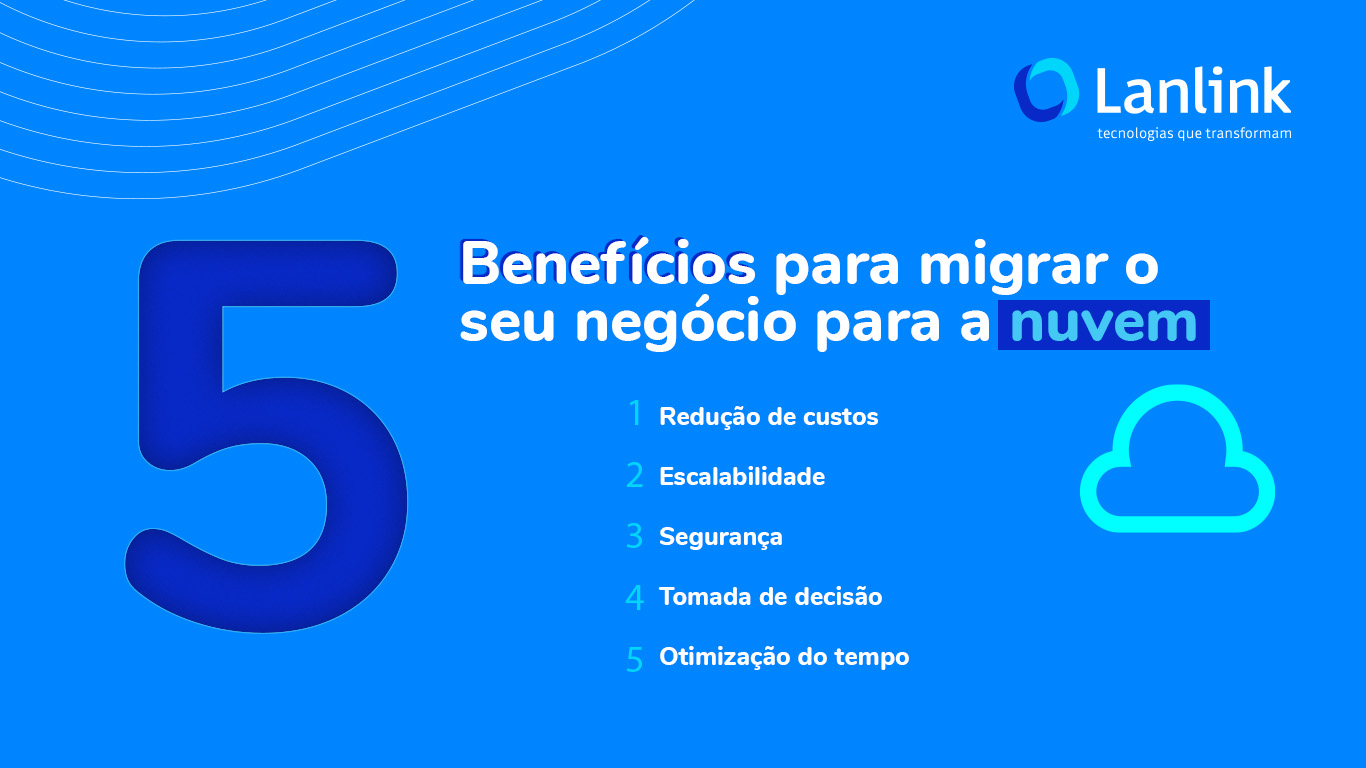 Lanlink
tecnologias que transformam
5
Benefícios para migrar o
seu negócio para a nuvem
1 Redução de custos
2 Escalabilidade
3 Segurança
4 Tomada de decisão
5 Otimização do tempo